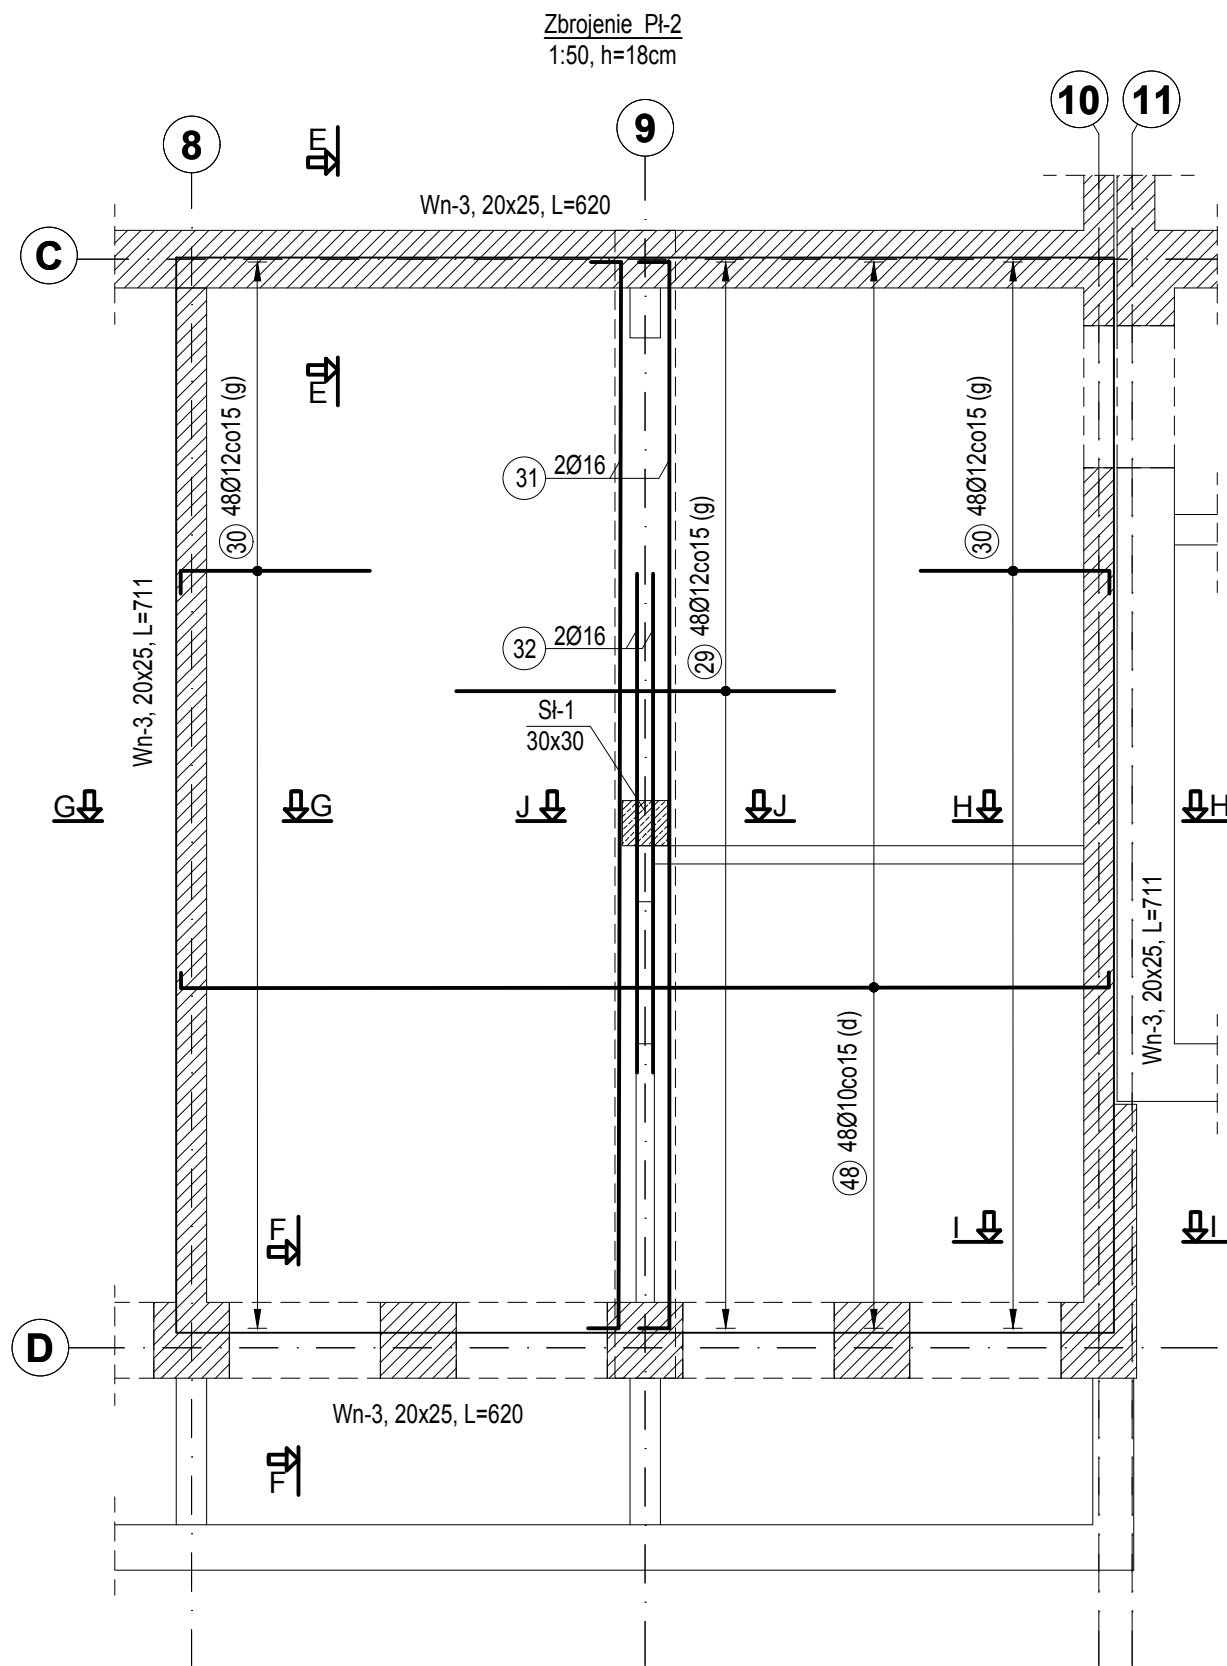 Zbrojenie Pł-2
1:50, h=18cm
8
9
10
11
E
Wn-3, 20x25, L=620
C
E
30 48Ø12co15 (g)
31 2Ø16
29 48Ø12co15 (g)
30 48Ø12co15 (g)
Wn-3, 20x25, L=711
32 2Ø16
Sł-1
30x30
G
G
J
J
H
H
Wn-3, 20x25, L=711
48 48Ø10co15 (d)
F
I
I
D
Wn-3, 20x25, L=620
F